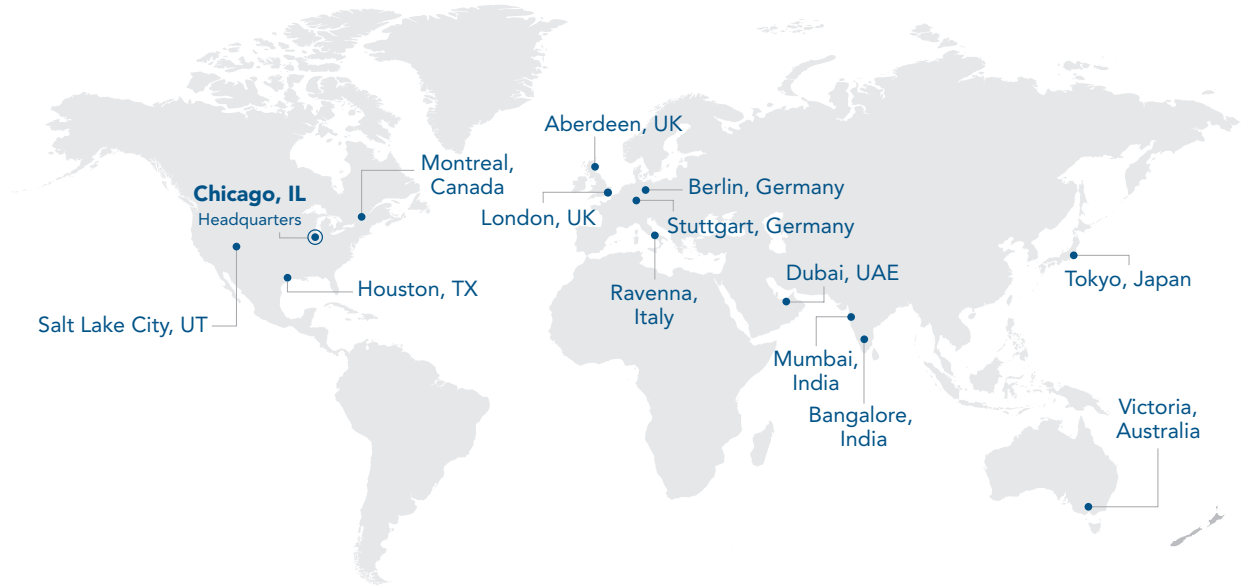 Aberdeen, UK
Montreal,
Canada
Chicago, IL
Headquarters
Berlin, Germany
London, UK
Stuttgart, Germany
Houston, TX
Salt Lake City, UT
Ravenna,
Italy
Dubai, UAE
Tokyo, Japan
Mumbai,
India
Bangalore,
India
Victoria,
Australia